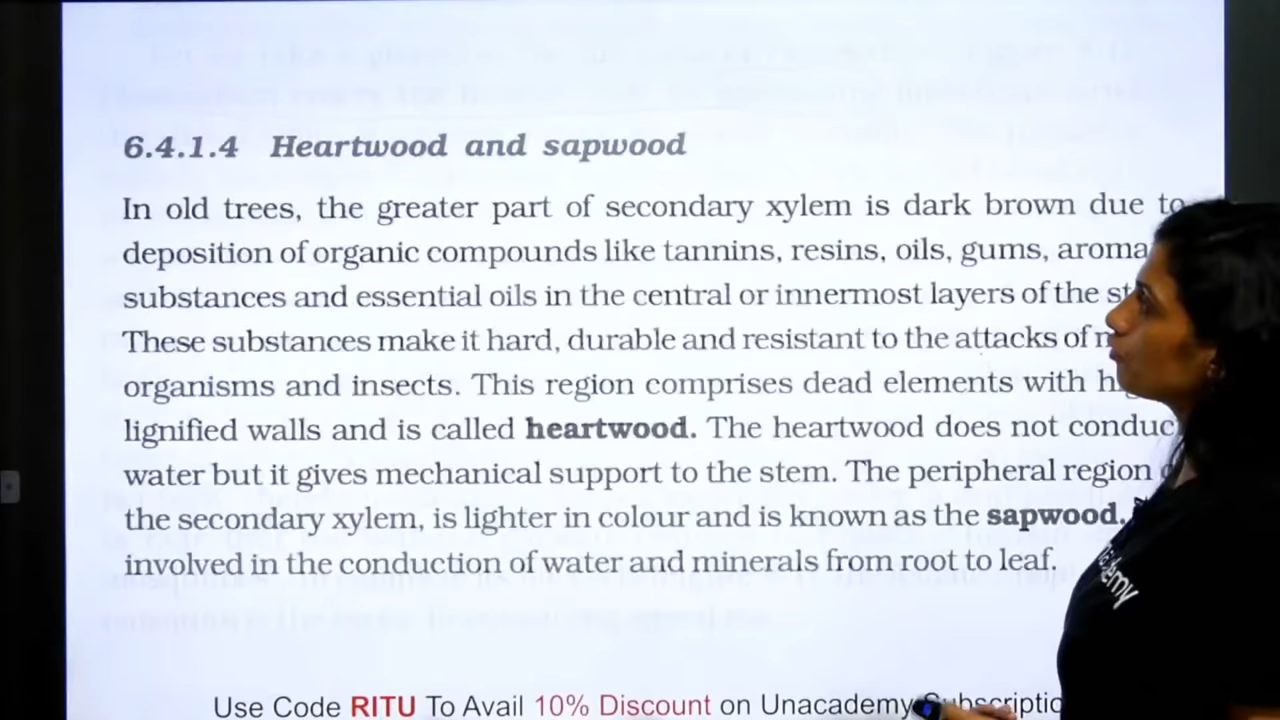 6.4.1.4 Heartwood and sapwood
In old trees, the greater part of secondary xylem is dark brown due to
deposition of organic compounds like tannins, resins, oils, gums,
substances and essential oils in the central or innermost layers of the
These substances make it hard, durable and resistant to the attacks of
organisms and insects. This region comprises dead elements with
lignified walls and is called heartwood. The heartwood does not
water but it gives mechanical support to the stem. The peripheral region
the secondary xylem, is lighter in colour and is known as the sapwood.
involved in the conduction of water and minerals from root to leaf.
Use Code RITU To Avail 10% Discount on Unacademy